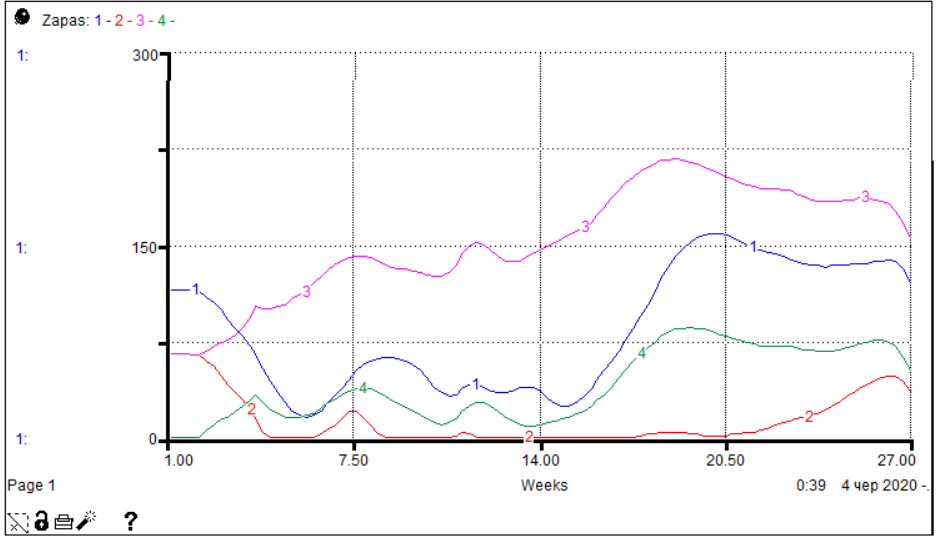 Zapas: 1 - 2 - 3 - 4 -
1: 300
1: 150
1: 0
1 1 1 1
2 2 2 2
3 3 3 3
4 4 4
1.00 7.50 14.00 20.50 27.00
Page 1 Weeks 0:39 4 чер 2020 -.
?